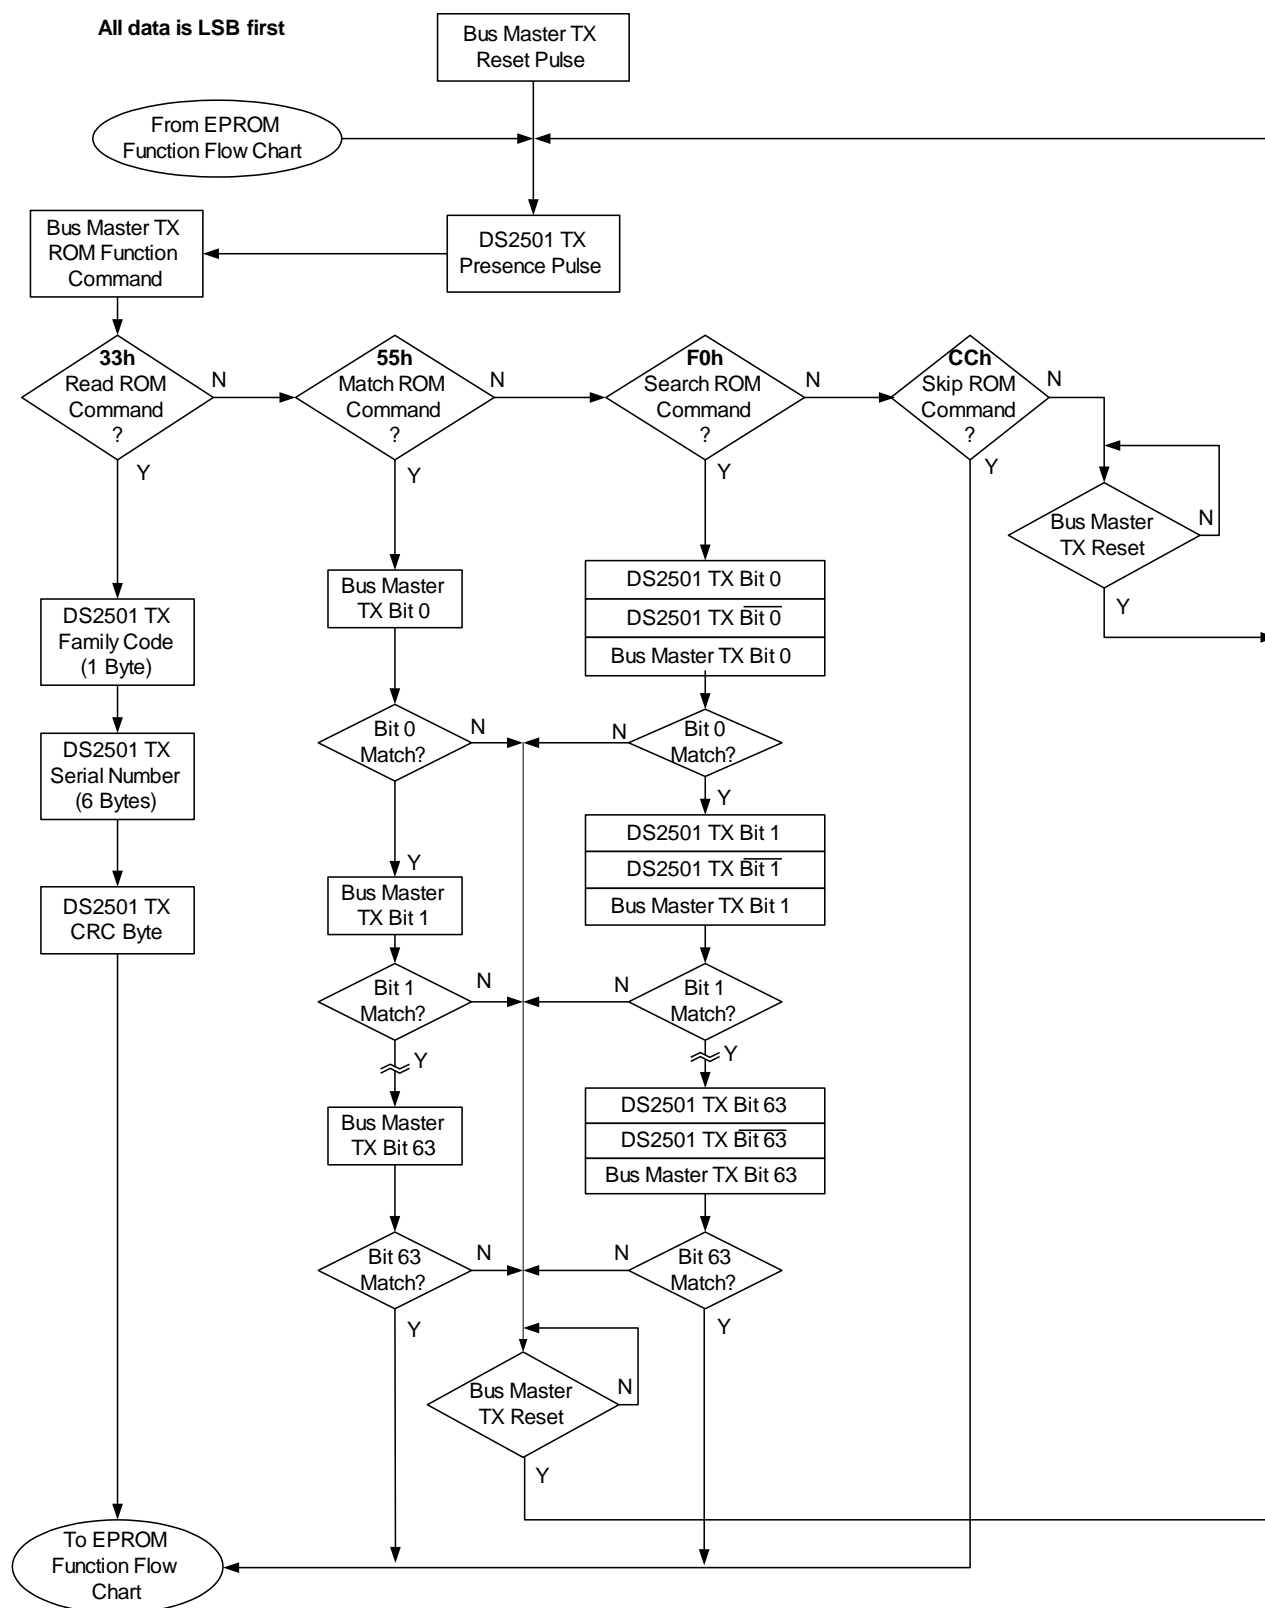 All data is LSB first
Bus Master TX
Reset Pulse
From EPROM
Function Flow Chart
Bus Master TX
ROM Function
Command
DS2501 TX
Presence Pulse
33h
Read ROM
Command
?
N
Y
55h
Match ROM
Command
?
N
Y
F0h
Search ROM
Command
?
N
Y
CCh
Skip ROM
Command
?
N
Y
Bus Master
TX Reset
N
Y
DS2501 TX
Family Code
(1 Byte)
DS2501 TX
Serial Number
(6 Bytes)
DS2501 TX
CRC Byte
Bus Master
TX Bit 0
Bit 0
Match?
N
Y
Bus Master
TX Bit 1
Bit 1
Match?
N
Y
Bus Master
TX Bit 63
Bit 63
Match?
N
Y
DS2501 TX Bit 0
DS2501 TX B̅i̅t̅ ̅0̅
Bus Master TX Bit 0
Bit 0
Match?
N
Y
DS2501 TX Bit 1
DS2501 TX B̅i̅t̅ ̅1̅
Bus Master TX Bit 1
Bit 1
Match?
N
Y
DS2501 TX Bit 63
DS2501 TX B̅i̅t̅ ̅6̅3̅
Bus Master TX Bit 63
Bit 63
Match?
N
Y
Bus Master
TX Reset
N
Y
To EPROM
Function Flow
Chart